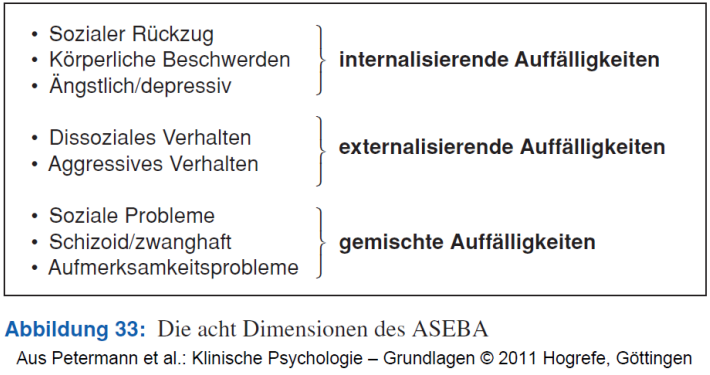 • Sozialer Rückzug
• Körperliche Beschwerden
• Ängstlich/depressiv
internalisierende Auffälligkeiten
• Dissoziales Verhalten
• Aggressives Verhalten
externalisierende Auffälligkeiten
• Soziale Probleme
• Schizoid/zwanghaft
• Aufmerksamkeitsprobleme
gemischte Auffälligkeiten
Abbildung 33: Die acht Dimensionen des ASEBA
Aus Petermann et al.: Klinische Psychologie – Grundlagen © 2011 Hogrefe, Göttingen